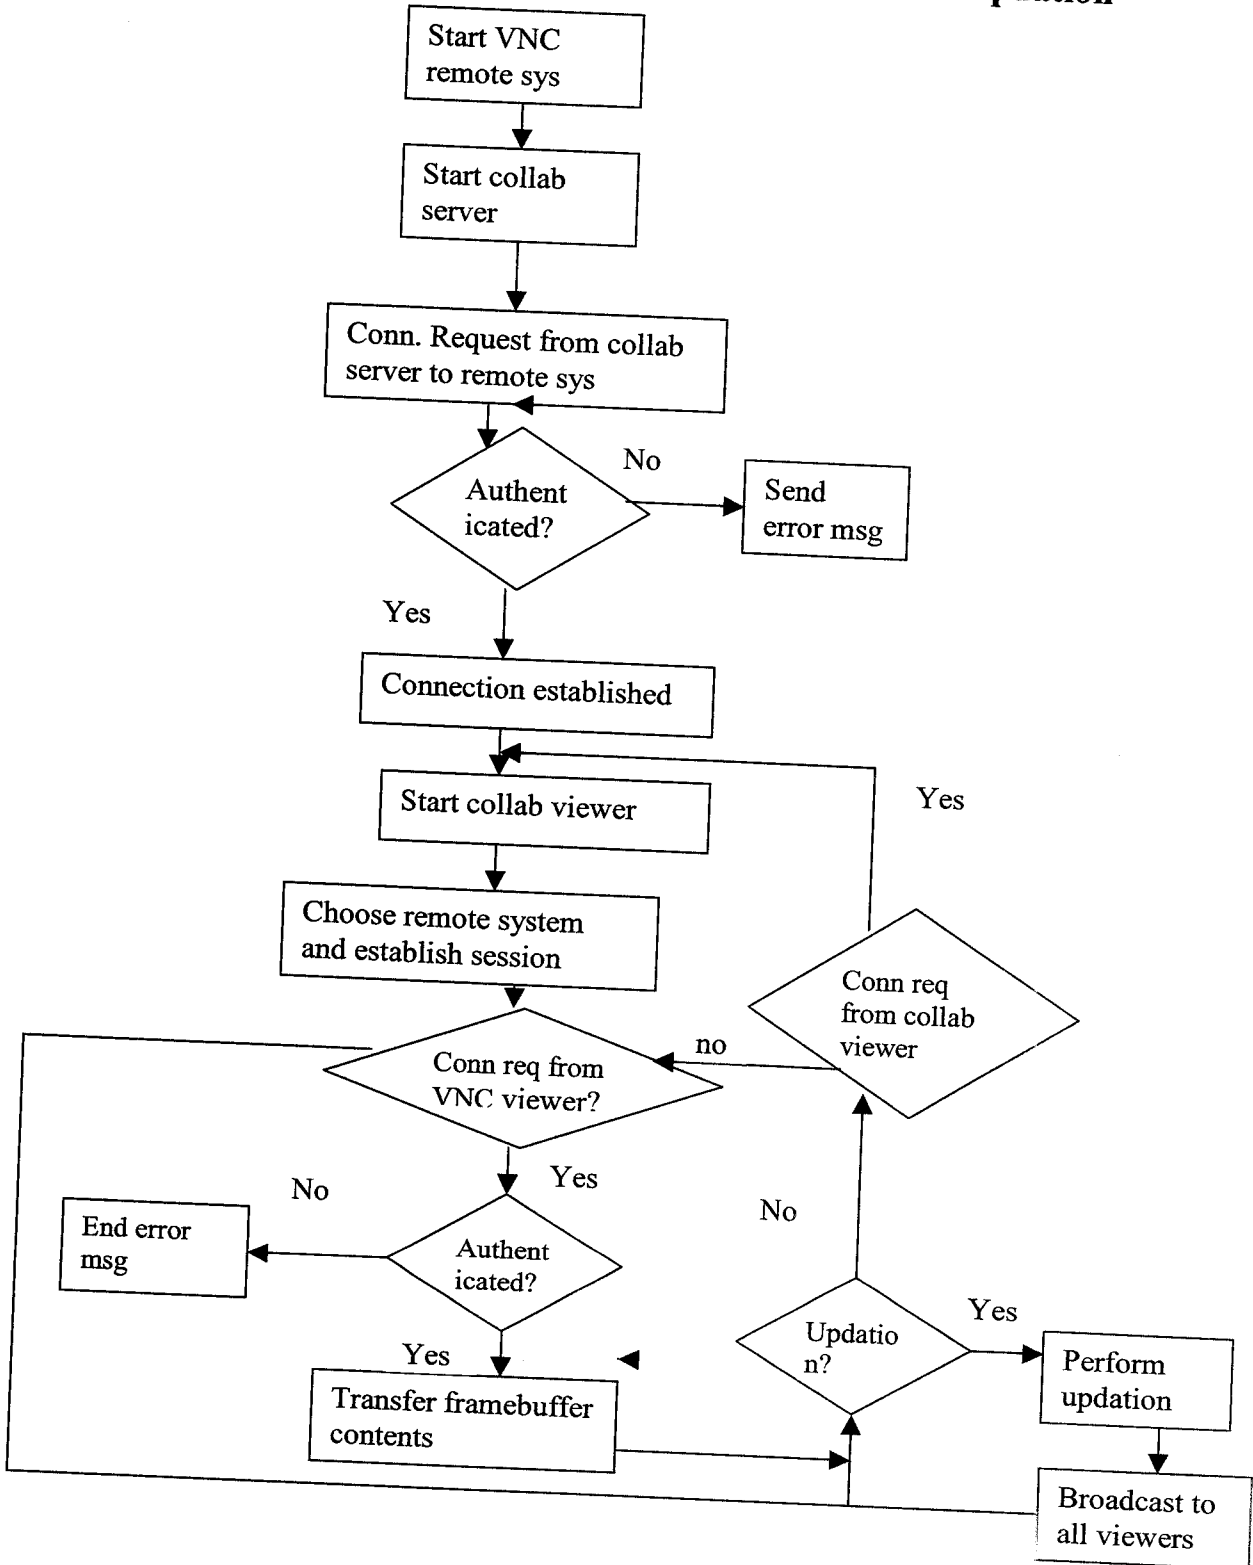 Start VNC
remote sys
Start collab
server
Conn. Request from collab
server to remote sys
No
Authent
icated?
Send
error msg
Yes
Connection established
Start collab viewer
Yes
Choose remote system
and establish session
Conn req
from collab
viewer
no
Conn req from
VNC viewer?
Yes
No
No
End error
msg
Authent
icated?
Yes
Updatio
n?
Yes
Perform
updation
Transfer framebuffer
contents
Broadcast to
all viewers